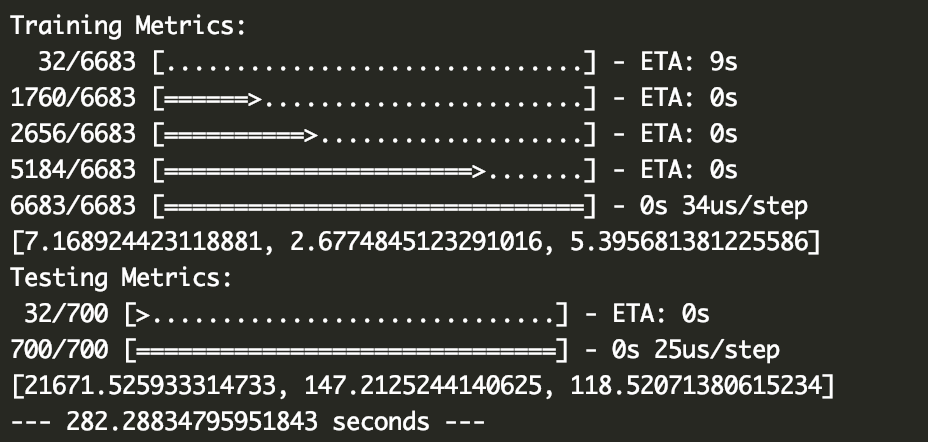 Training Metrics:
32/6683 [..............................] - ETA: 9s
1760/6683 [======>.......................] - ETA: 0s
2656/6683 [==========>...................] - ETA: 0s
5184/6683 [======================>.......] - ETA: 0s
6683/6683 [==============================] - 0s 34us/step
[7.168924423118881, 2.6774845123291016, 5.395681381225586]
Testing Metrics:
32/700 [>.............................] - ETA: 0s
700/700 [==============================] - 0s 25us/step
[21671.525933314733, 147.2125244140625, 118.52071380615234]
--- 282.28834795951843 seconds ---